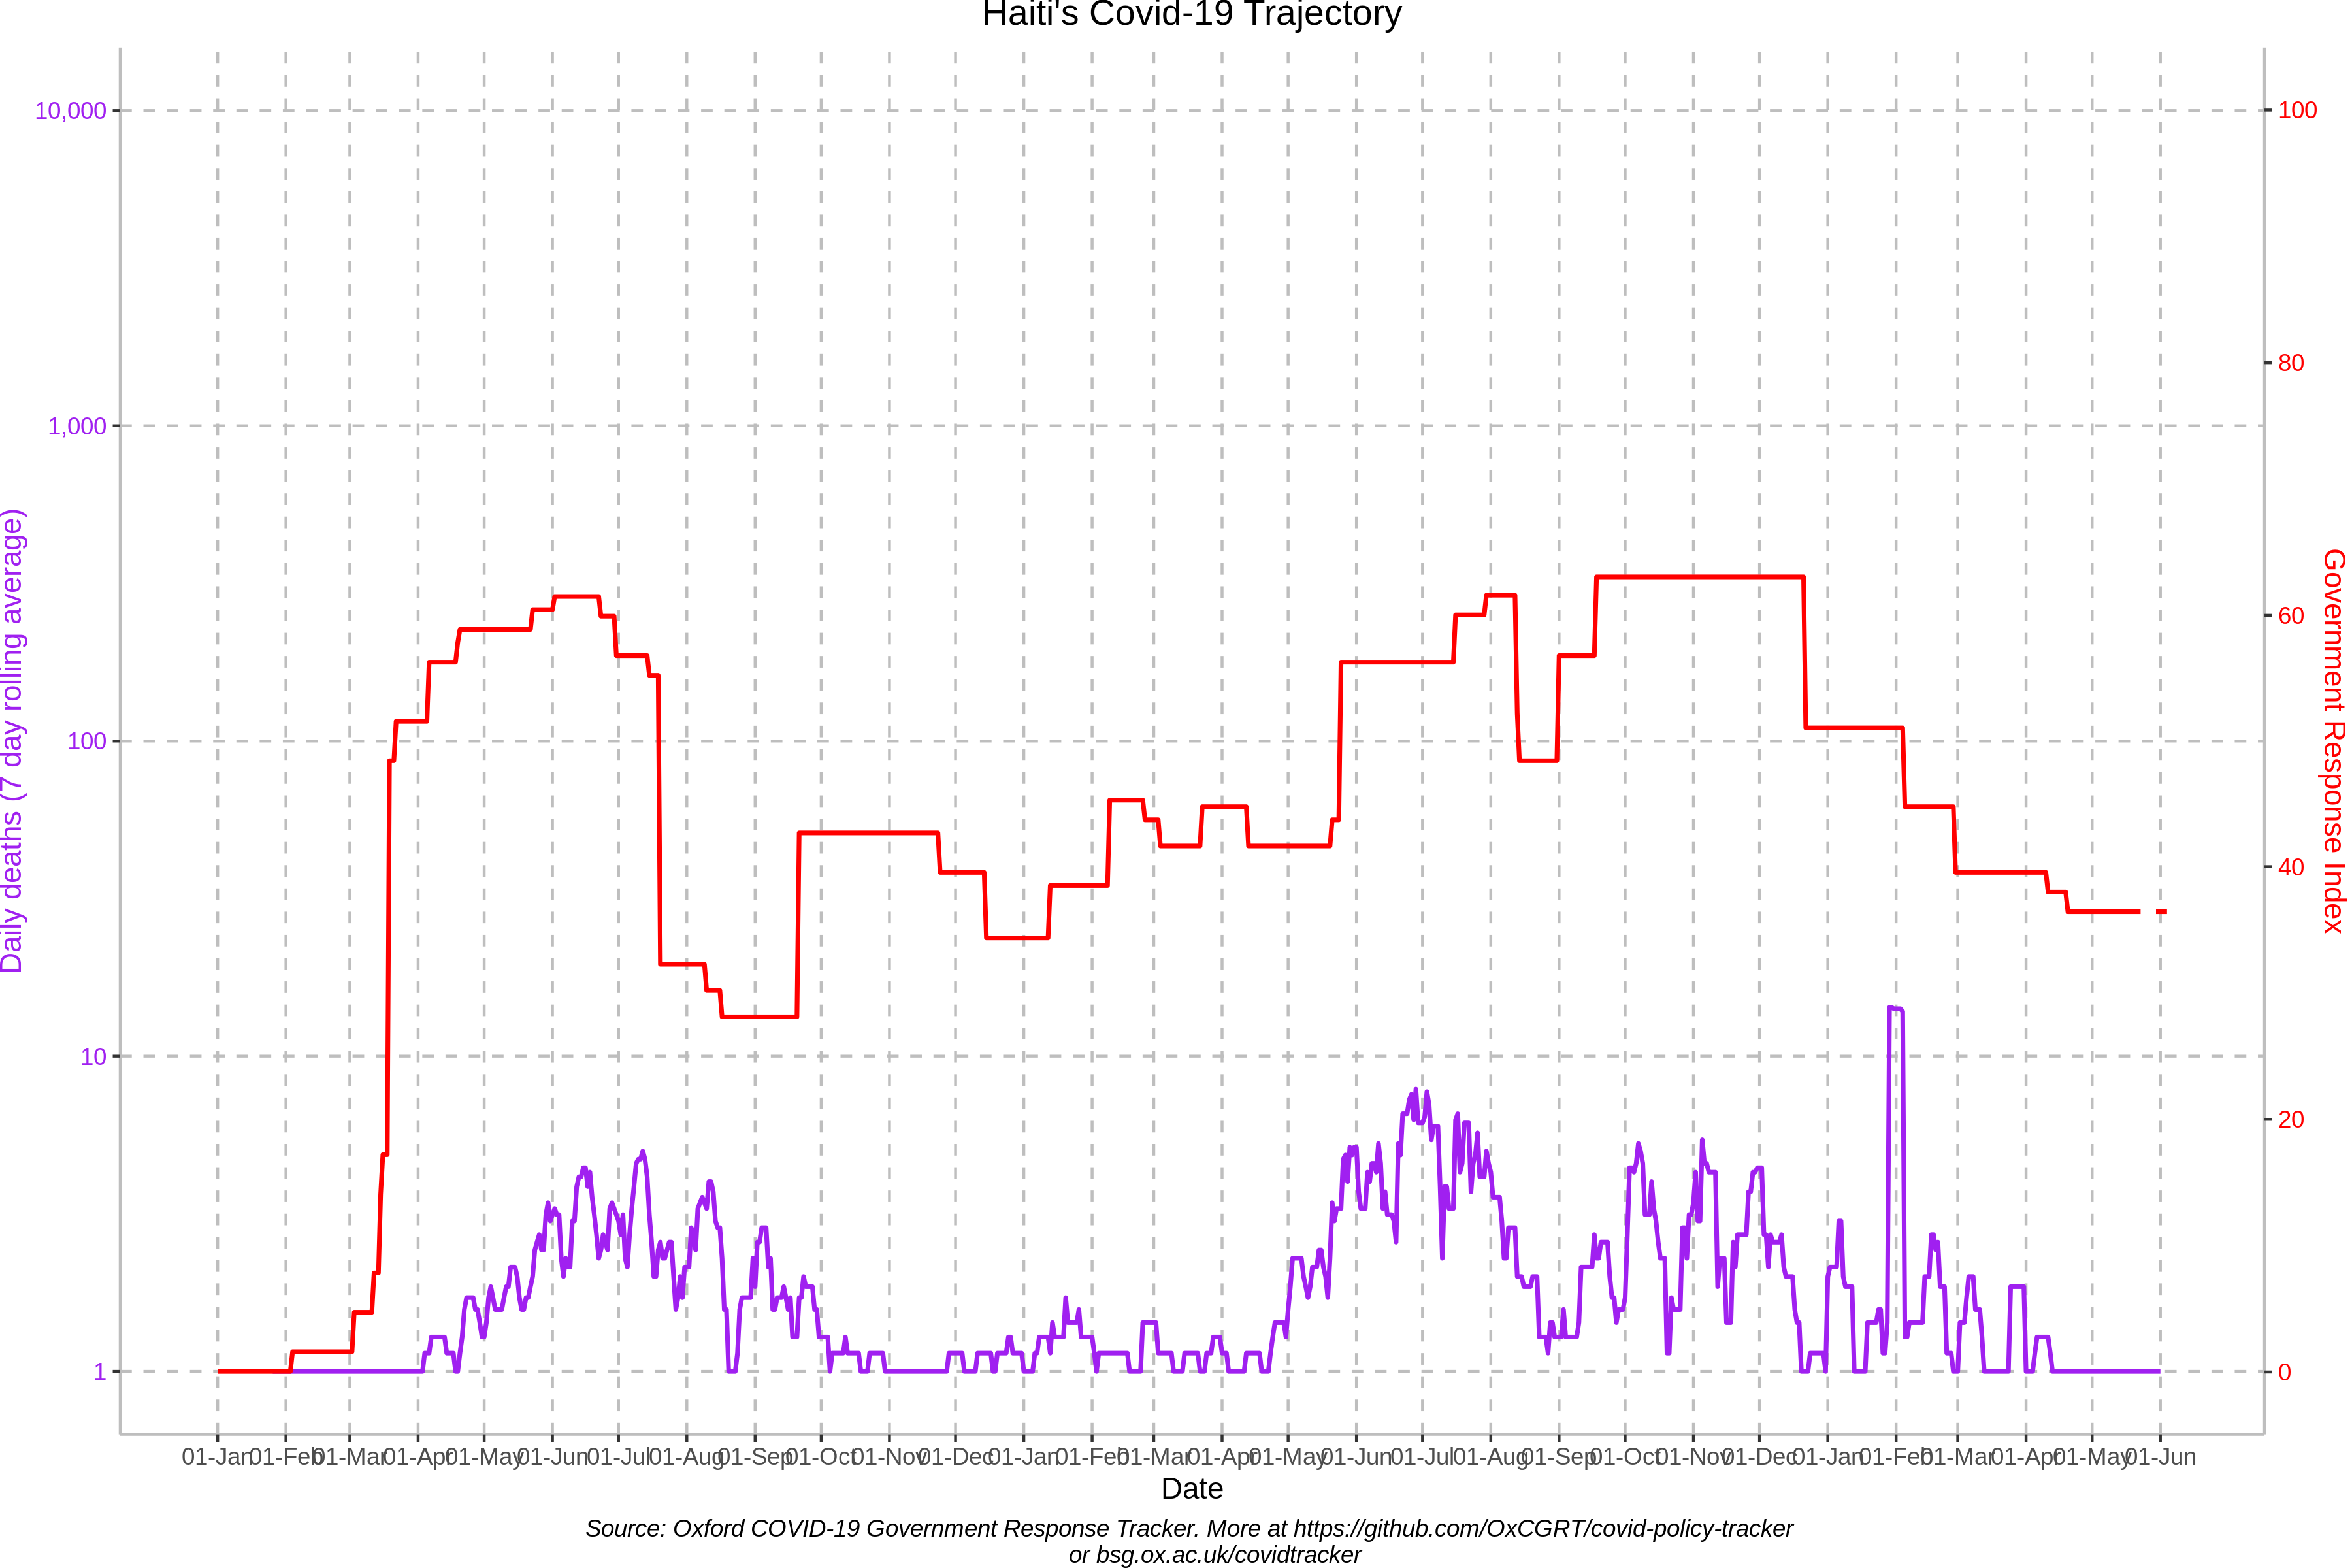 Haiti's Covid-19 Trajectory
10,000
1,000
100
10
1
Daily deaths (7 day rolling average)
100
80
60
40
20
0
Government Response Index
01-Jan 01-Feb 01-Mar 01-Apr 01-May 01-Jun 01-Jul 01-Aug 01-Sep 01-Oct 01-Nov 01-Dec 01-Jan 01-Feb 01-Mar 01-Apr 01-May 01-Jun 01-Jul 01-Aug 01-Sep 01-Oct 01-Nov 01-Dec 01-Jan 01-Feb 01-Mar 01-Apr 01-May 01-Jun
Date
Source: Oxford COVID-19 Government Response Tracker. More at https://github.com/OxCGRT/covid-policy-tracker
or bsg.ox.ac.uk/covidtracker